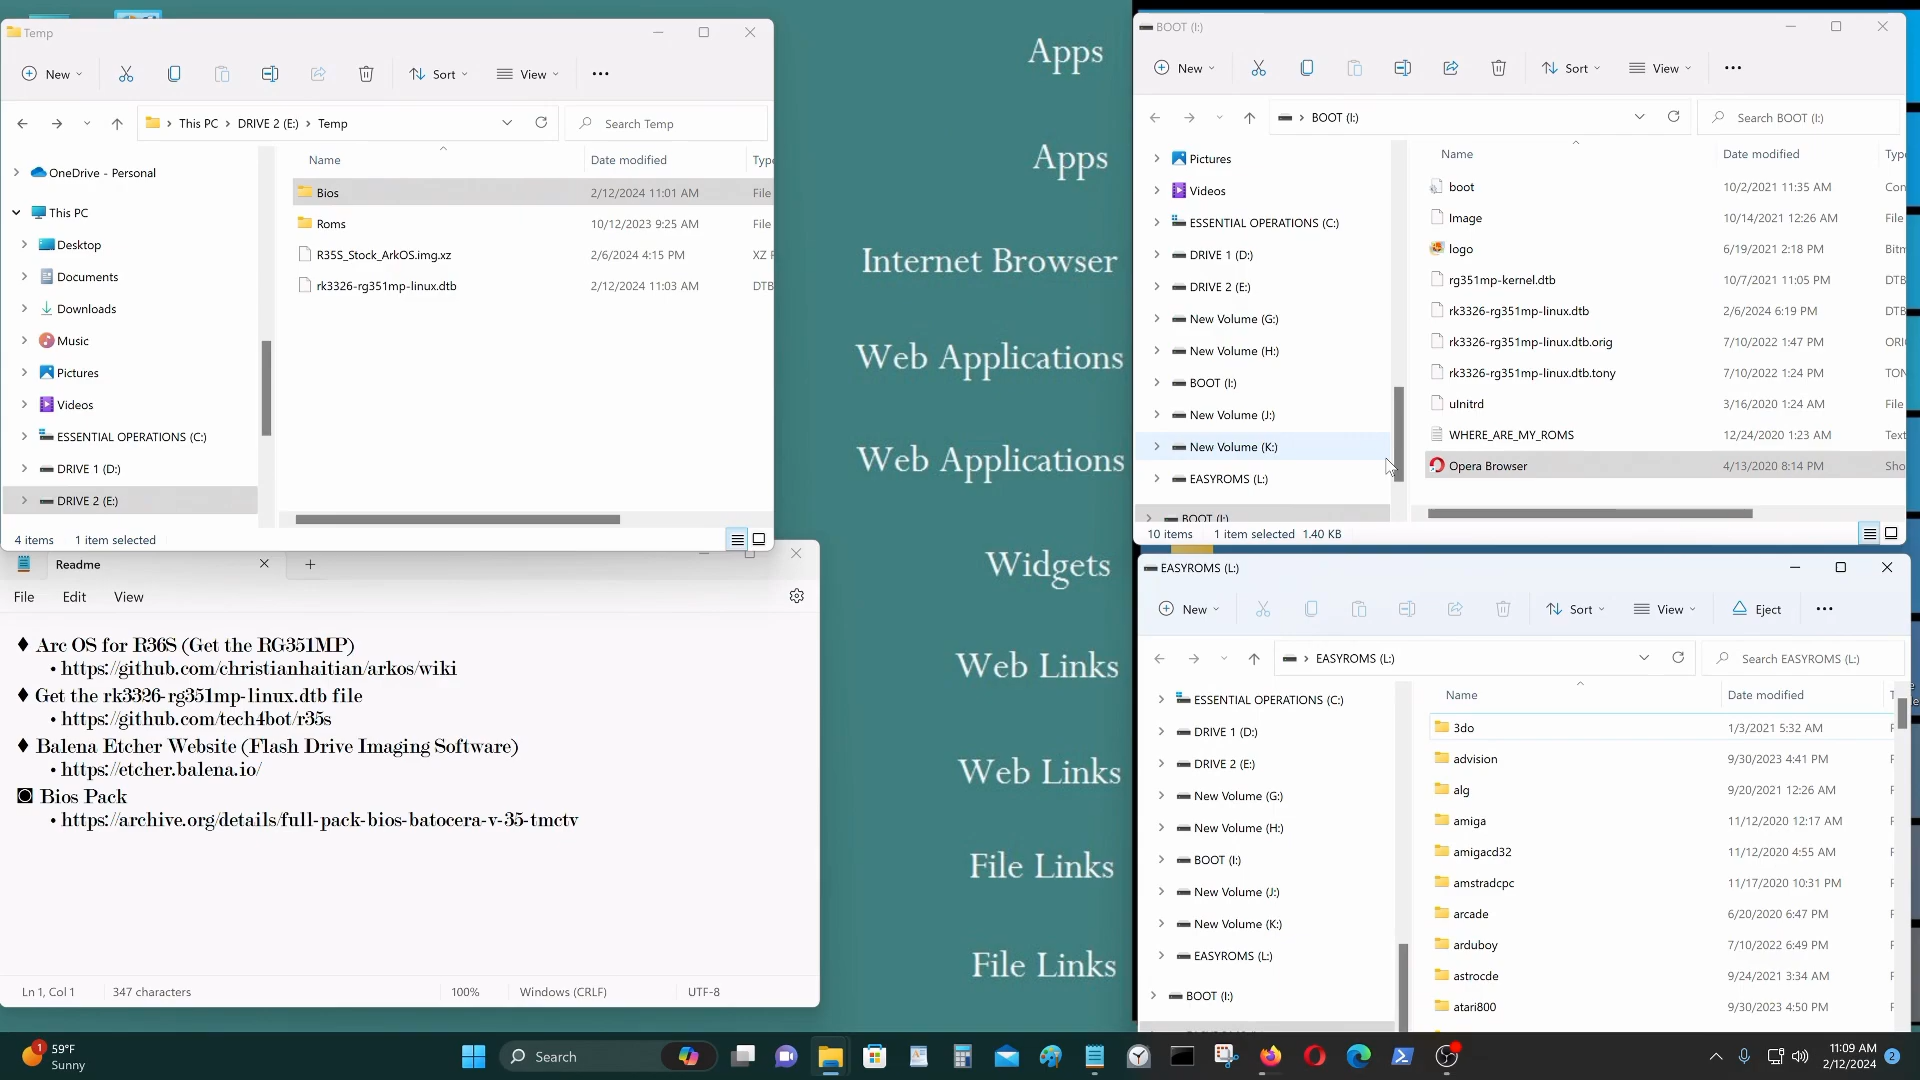 Temp
New
Sort
View
This PC > DRIVE 2 (E:) > Temp
Search Temp
Name
Date modified
OneDrive - Personal
This PC
Desktop
Documents
Downloads
Music
Pictures
Videos
ESSENTIAL OPERATIONS (C:)
DRIVE 1 (D:)
DRIVE 2 (E:)
Bios 2/12/2024 11:01 AM File
Roms 10/12/2023 9:25 AM File
R35S_Stock_ArkOS.img.xz 2/6/2024 4:15 PM XZ
rk3326-rg351mp-linux.dtb 2/12/2024 11:03 AM DTB
4 items 1 item selected
Readme
File Edit View
♦ Arc OS for R36S (Get the RG351MP)
• https://github.com/christianhaitian/arkos/wiki
♦ Get the rk3326-rg351mp-linux.dtb file
• https://github.com/tech4bot/r35s
♦ Balena Etcher Website (Flash Drive Imaging Software)
• https://etcher.balena.io/
◙ Bios Pack
• https://archive.org/details/full-pack-bios-batocera-v-35-tmctv
Ln 1, Col 1 347 characters 100% Windows (CRLF) UTF-8
Apps
Apps
Internet Browser
Web Applications
Web Applications
Widgets
Web Links
Web Links
File Links
File Links
BOOT (I:)
New
Sort
View
BOOT (I:)
Search BOOT (I:)
Name
Date modified
Pictures
Videos
ESSENTIAL OPERATIONS (C:)
DRIVE 1 (D:)
DRIVE 2 (E:)
New Volume (G:)
New Volume (H:)
BOOT (I:)
New Volume (J:)
New Volume (K:)
EASYROMS (L:)
BOOT (I:)
boot 10/2/2021 11:35 AM
Image 10/14/2021 12:26 AM File
logo 6/19/2021 2:18 PM
rg351mp-kernel.dtb 10/7/2021 11:05 PM DTB
rk3326-rg351mp-linux.dtb 2/6/2024 6:19 PM DTB
rk3326-rg351mp-linux.dtb.orig 7/10/2022 1:47 PM
rk3326-rg351mp-linux.dtb.tony 7/10/2022 1:24 PM
uInitrd 3/16/2020 1:24 AM File
WHERE_ARE_MY_ROMS 12/24/2020 1:23 AM
Opera Browser 4/13/2020 8:14 PM
10 items 1 item selected 1.40 KB
EASYROMS (L:)
New
Sort
View
Eject
EASYROMS (L:)
Search EASYROMS (L:)
Name
Date modified
ESSENTIAL OPERATIONS (C:)
DRIVE 1 (D:)
DRIVE 2 (E:)
New Volume (G:)
New Volume (H:)
BOOT (I:)
New Volume (J:)
New Volume (K:)
EASYROMS (L:)
BOOT (I:)
3do 1/3/2021 5:32 AM
advision 9/30/2023 4:41 PM
alg 9/20/2021 12:26 AM
amiga 11/12/2020 12:17 AM
amigacd32 11/12/2020 4:55 AM
amstradcpc 11/17/2020 10:31 PM
arcade 6/20/2020 6:47 PM
arduboy 7/10/2022 6:49 PM
astrocde 9/24/2021 3:34 AM
atari800 9/30/2023 4:50 PM
1
59°F
Sunny
Search
11:09 AM
2/12/2024
2